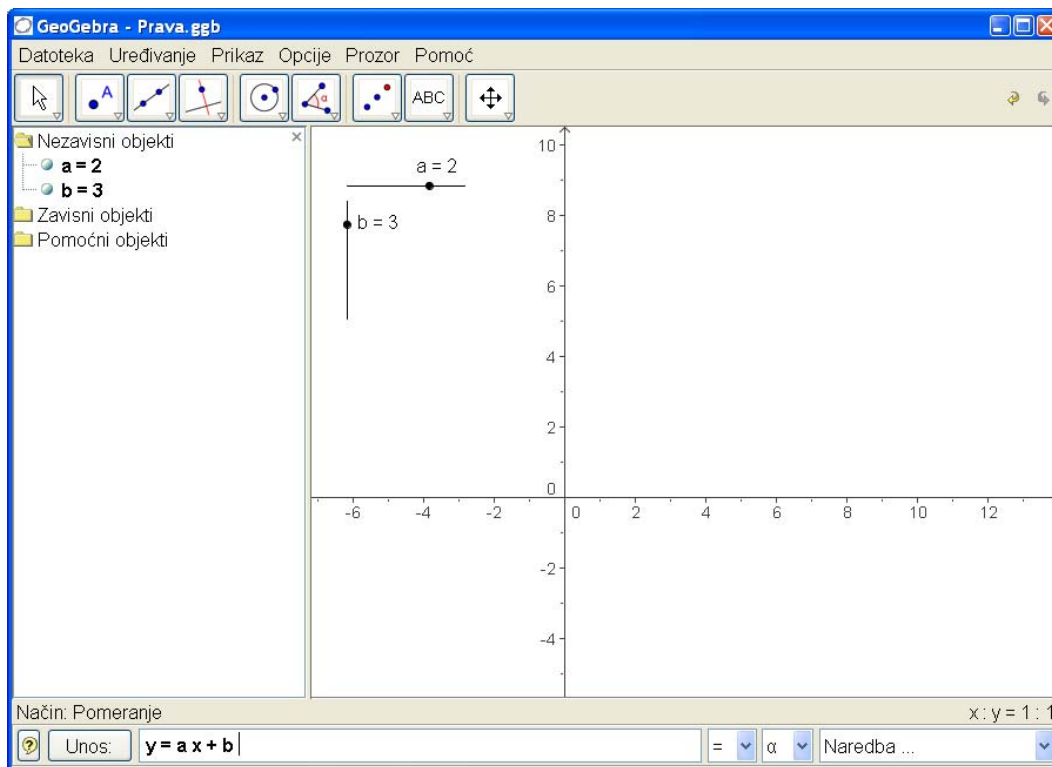 GeoGebra - Prava.ggb
Datoteka Uređivanje Prikaz Opcije Prozor Pomoć
A
α
ABC
Nezavisni objekti
a = 2
b = 3
Zavisni objekti
Pomoćni objekti
a = 2
b = 3
10
8
6
4
2
0
-6 -4 -2 0 2 4 6 8 10 12
-2
-4
Način: Pomeranje
x : y = 1 : 1
? Unos: y = a x + b = α Naredba ...